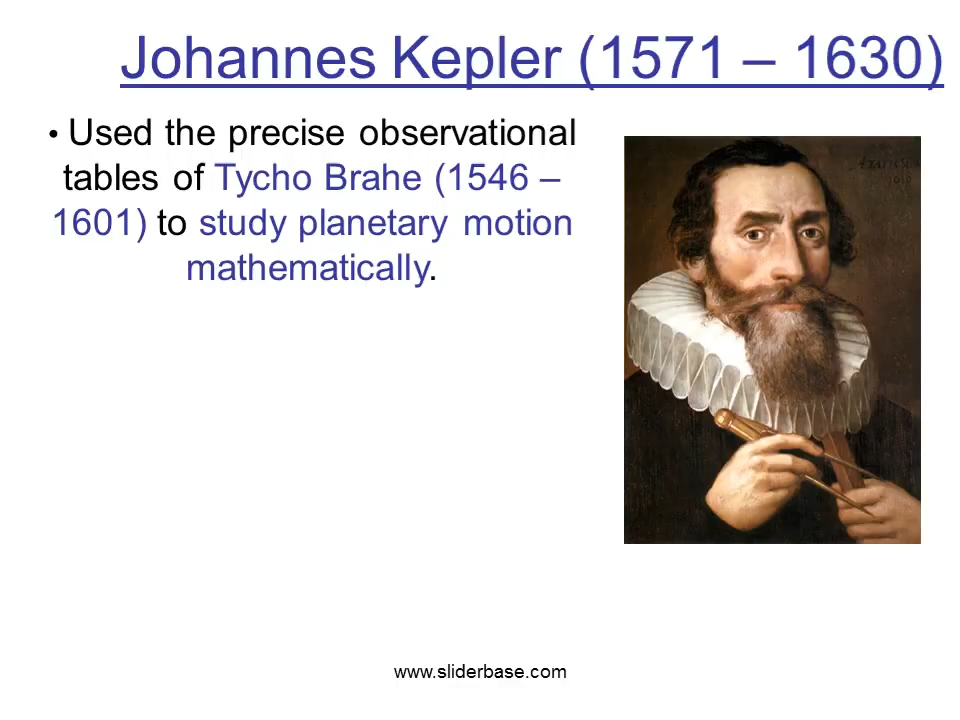 Johannes Kepler (1571 – 1630)
• Used the precise observational
tables of Tycho Brahe (1546 –
1601) to study planetary motion
mathematically.
www.sliderbase.com